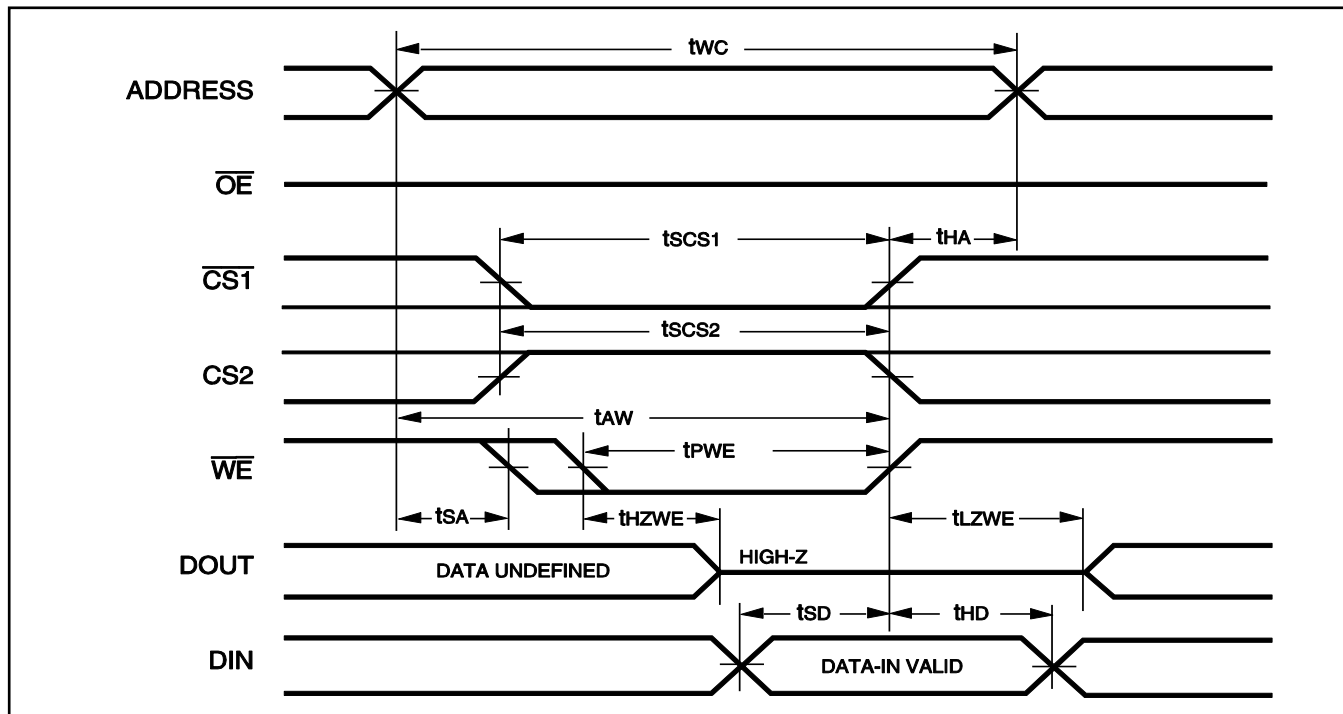 tWC
ADDRESS
OE
tSCS1
tHA
CS1
tSCS2
CS2
tAW
tPWE
WE
tSA
tHZWE
tLZWE
HIGH-Z
DOUT
DATA UNDEFINED
tSD
tHD
DIN
DATA-IN VALID